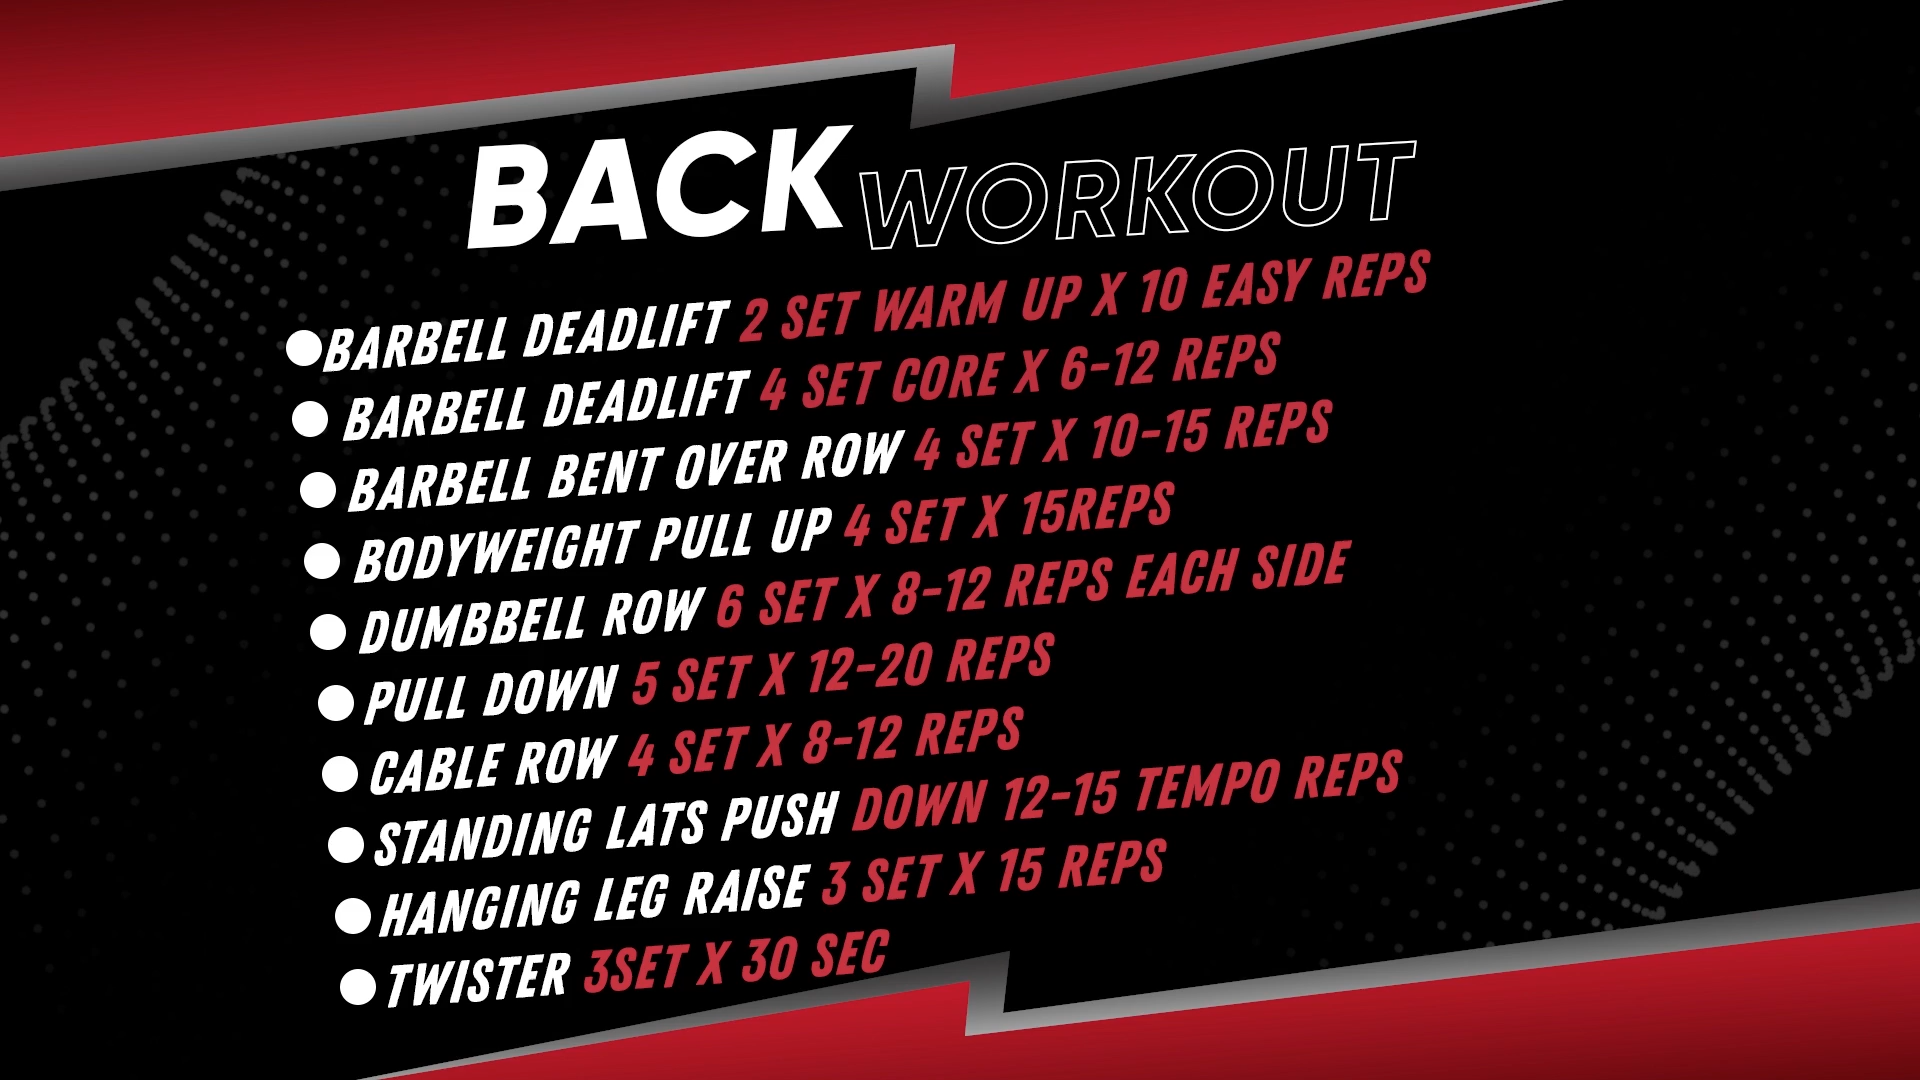 BACK WORKOUT
BARBELL DEADLIFT 2 SET WARM UP X 10 EASY REPS
BARBELL DEADLIFT 4 SET CORE X 6-12 REPS
BARBELL BENT OVER ROW 4 SET X 10-15 REPS
BODYWEIGHT PULL UP 4 SET X 15REPS
DUMBBELL ROW 6 SET X 8-12 REPS EACH SIDE
PULL DOWN 5 SET X 12-20 REPS
CABLE ROW 4 SET X 8-12 REPS
STANDING LATS PUSH DOWN 12-15 TEMPO REPS
HANGING LEG RAISE 3 SET X 15 REPS
TWISTER 3SET X 30 SEC